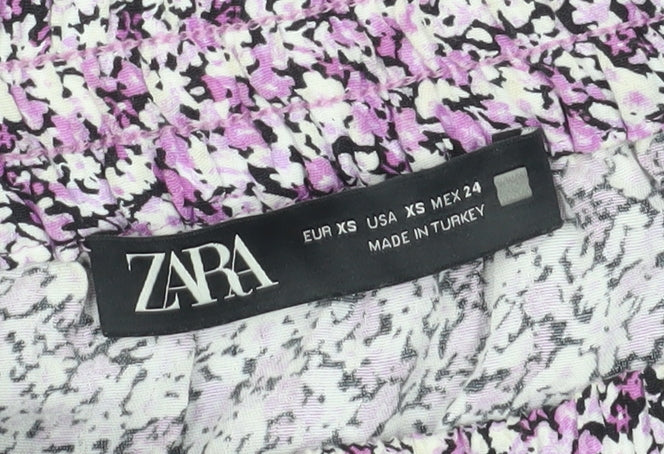 ZARA
EUR XS USA XS MEX 24
MADE IN TURKEY